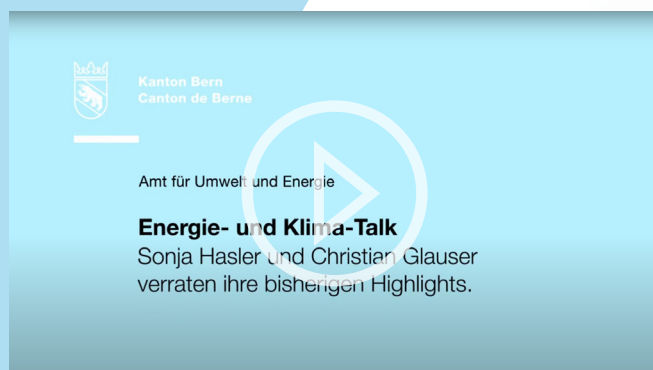 Kanton Bern
Canton de Berne
Amt für Umwelt und Energie
Energie- und Klima-Talk
Sonja Hasler und Christian Glauser
verraten ihre bisherigen Highlights.